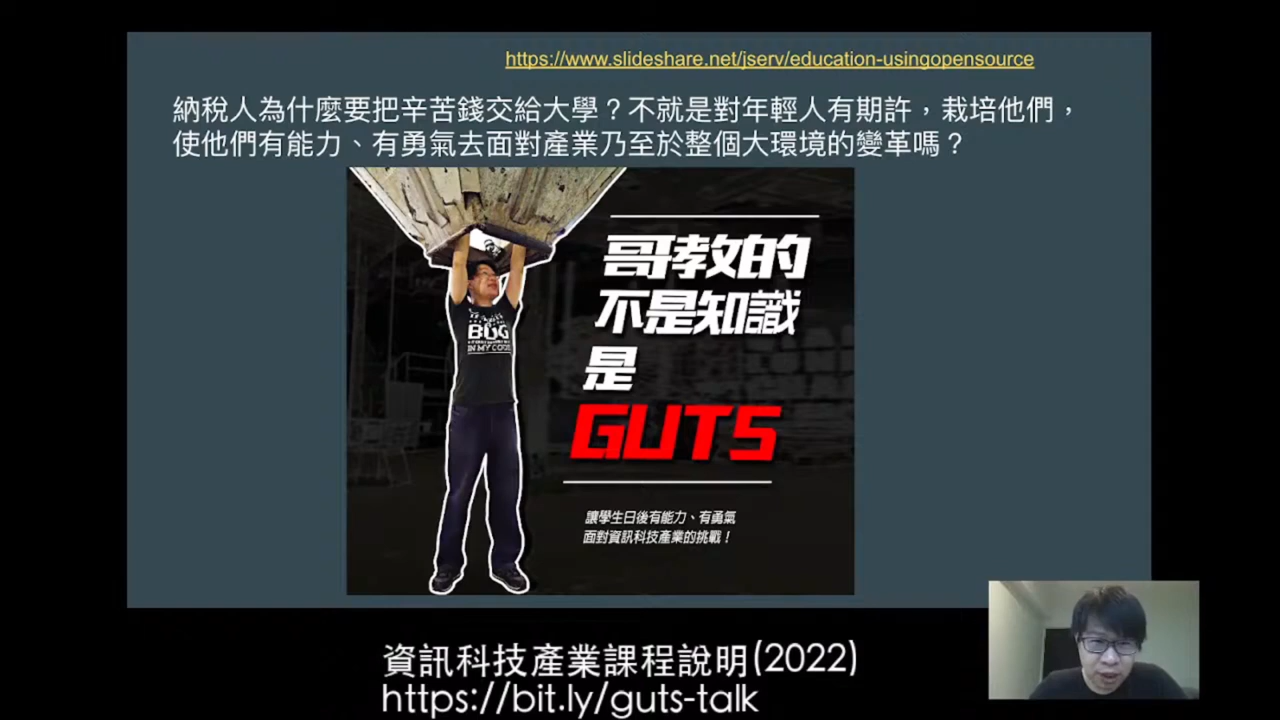 https://www.slideshare.net/jserv/education-usingopensource
納稅人為什麼要把辛苦錢交給大學？不就是對年輕人有期許，栽培他們，
使他們有能力、有勇氣去面對產業乃至於整個大環境的變革嗎？
哥教的
不是知識
是
GUTS
BUG
IN MY CODE
讓學生日後有能力、有勇氣
面對資訊科技產業的挑戰！
資訊科技產業課程說明(2022)
https://bit.ly/guts-talk